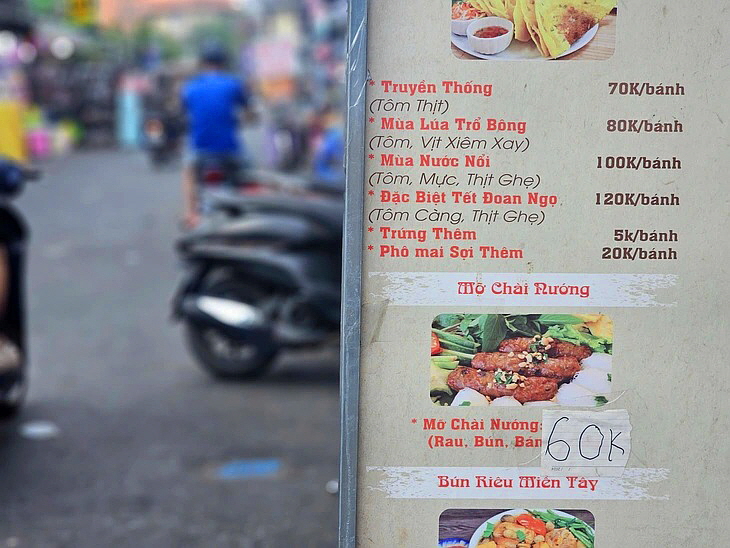 * Truyền Thống 70K/bánh
(Tôm Thịt)
* Mùa Lúa Trổ Bông 80K/bánh
(Tôm, Vịt Xiêm Xay)
* Mùa Nước Nổi 100K/bánh
(Tôm, Mực, Thịt Ghẹ)
* Đặc Biệt Tết Đoan Ngọ 120K/bánh
(Tôm Càng, Thịt Ghẹ)
* Trứng Thêm 5k/bánh
* Phô mai Sợi Thêm 20K/bánh
Mỡ Chài Nướng
* Mỡ Chài Nướng: 60K
(Rau, Bún, Bán
Bún Riêu Miền Tây